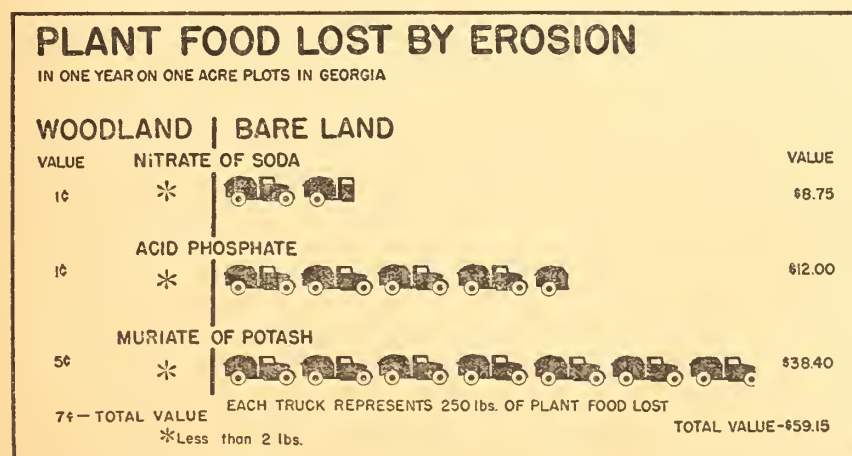 PLANT FOOD LOST BY EROSION
IN ONE YEAR ON ONE ACRE PLOTS IN GEORGIA
WOODLAND | BARE LAND
VALUE NiTRATE OF SODA VALUE
1¢ * $8.75
ACID PHOSPHATE
1¢ * $12.00
MURIATE OF POTASH
5¢ * $38.40
EACH TRUCK REPRESENTS 250 lbs. OF PLANT FOOD LOST
7¢ — TOTAL VALUE TOTAL VALUE-$59.15
*Less than 2 lbs.